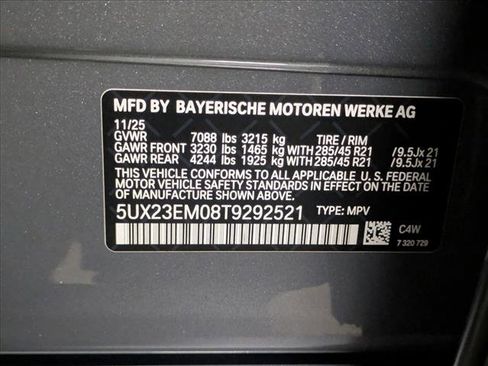 MFD BY BAYERISCHE MOTOREN WERKE AG
11/25
GVWR 7088 lbs 3215 kg TIRE / RIM
GAWR FRONT 3230 lbs 1465 kg WITH 285/45 R21 /9.5Jx 21
GAWR REAR 4244 lbs 1925 kg WITH 285/45 R21 /9.5Jx 21
THIS VEHICLE CONFORMS TO ALL APPLICABLE U. S. FEDERAL
MOTOR VEHICLE SAFETY STANDARDS IN EFFECT ON THE DATE
OF MANUFACTURE SHOWN ABOVE.
5UX23EM08T9292521 TYPE: MPV
C4W
7 320 729